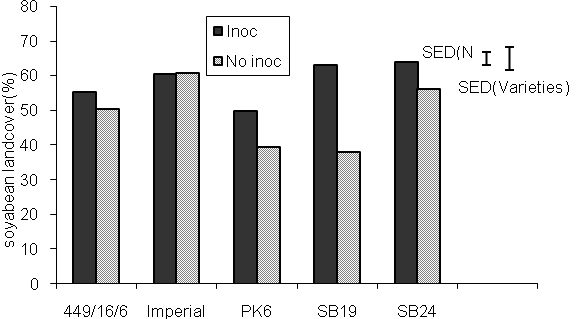 80
70
60
50
40
30
20
10
0
soyabean landcover(%)
Inoc
No inoc
SED(N
SED(Varieties)
449/16/6 Imperial PK6 SB19 SB24